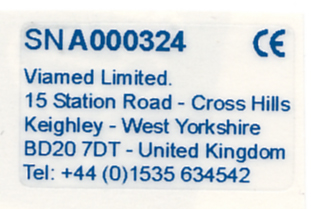 SN A000324 CE
Viamed Limited.
15 Station Road - Cross Hills
Keighley - West Yorkshire
BD20 7DT - United Kingdom
Tel: +44 (0)1535 634542